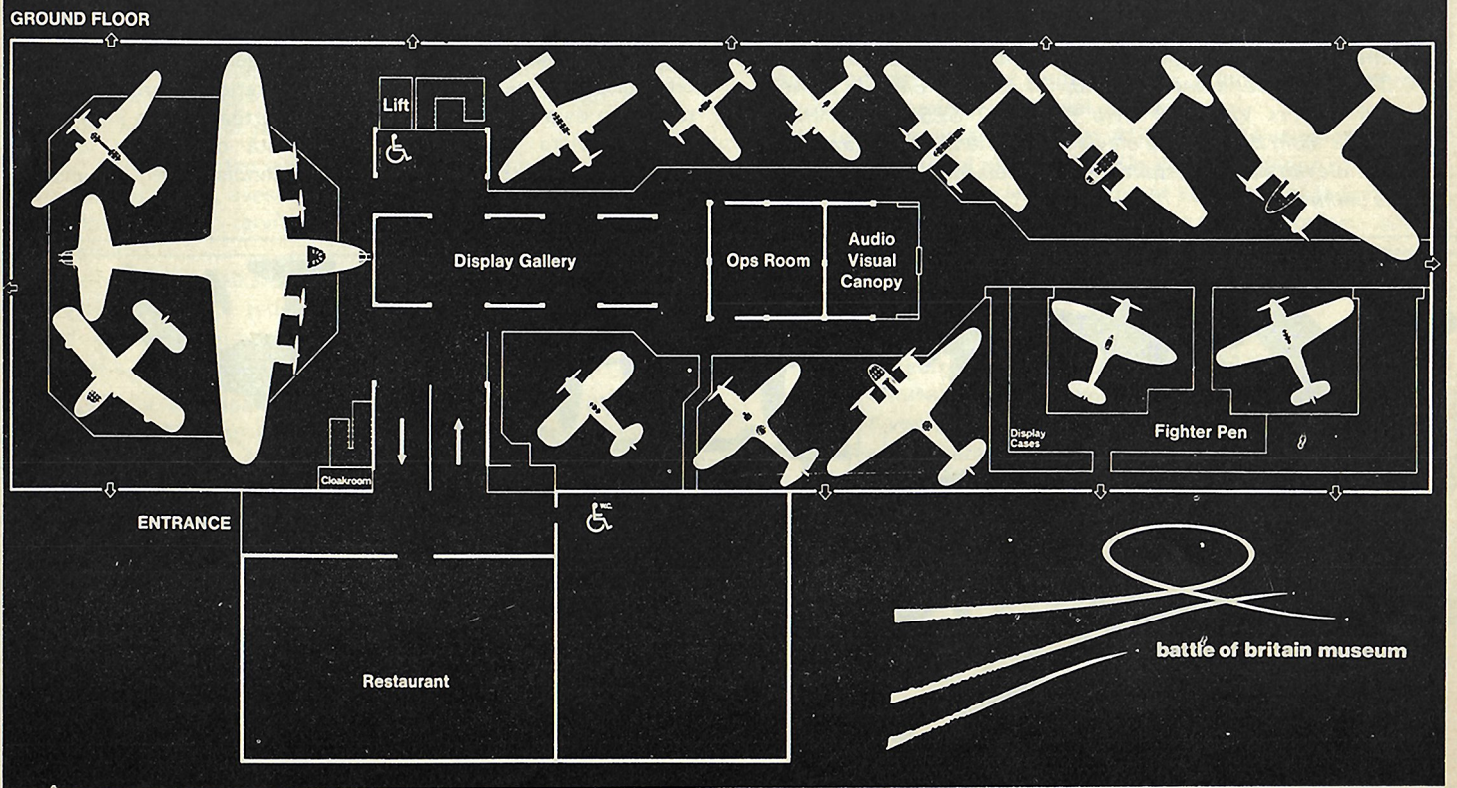 GROUND FLOOR
Lift
Display Gallery
Ops Room
Audio
Visual
Canopy
Display
Cases
Fighter Pen
Cloakroom
ENTRANCE
W.C.
Restaurant
battle of britain museum